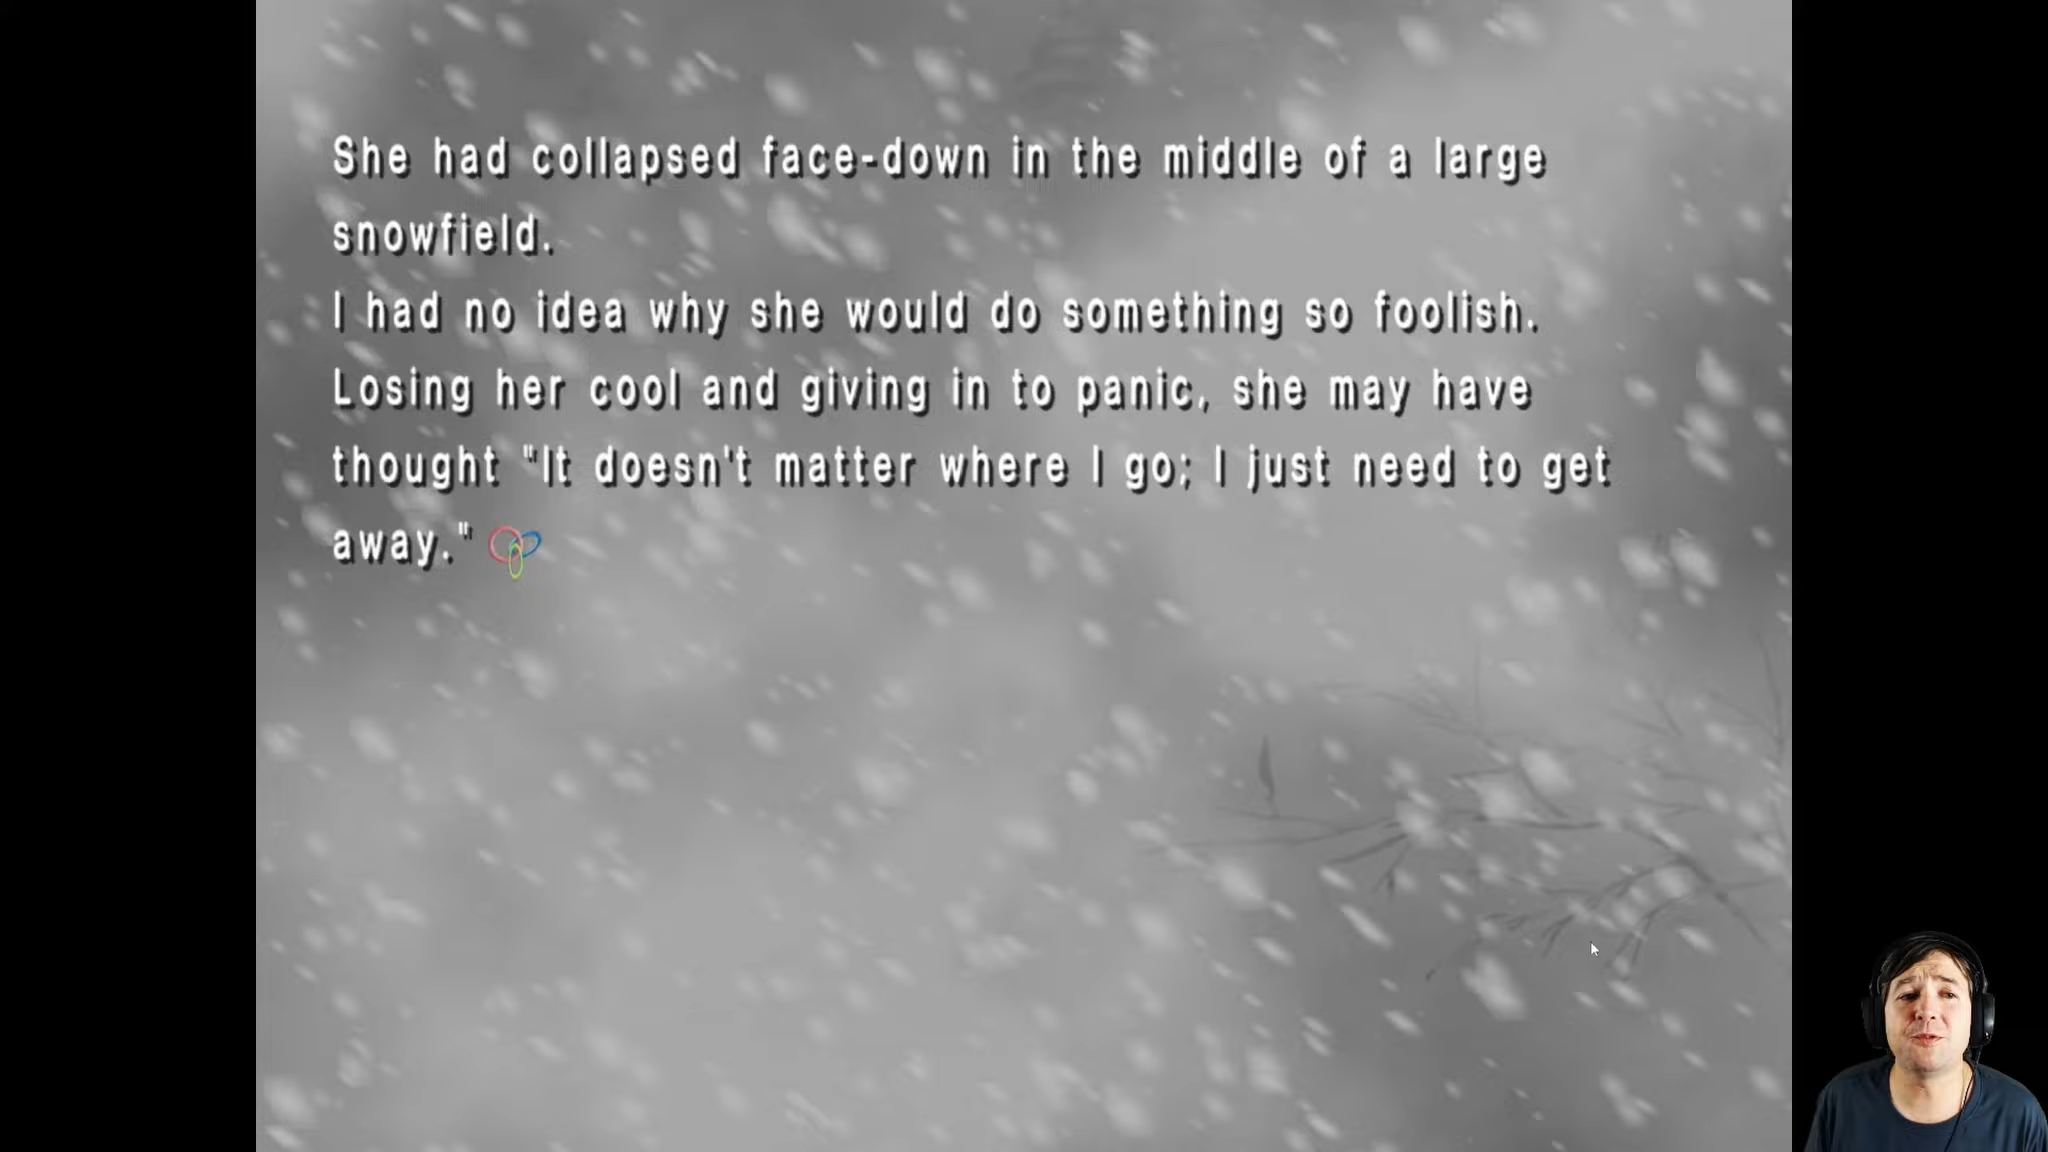 She had collapsed face-down in the middle of a large
snowfield.
I had no idea why she would do something so foolish.
Losing her cool and giving in to panic, she may have
thought "It doesn't matter where I go; I just need to get
away."